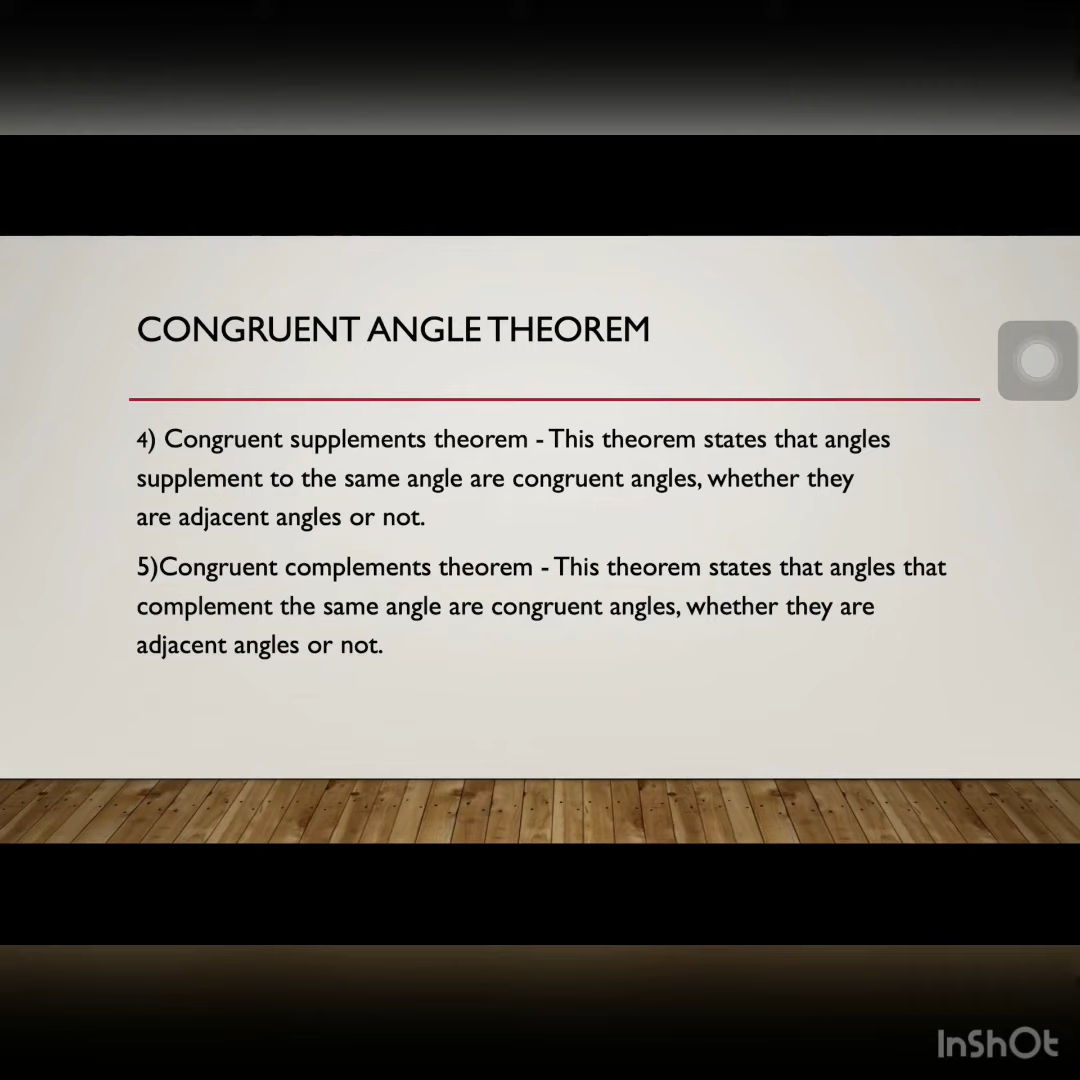 CONGRUENT ANGLE THEOREM
4) Congruent supplements theorem - This theorem states that angles
supplement to the same angle are congruent angles, whether they
are adjacent angles or not.
5)Congruent complements theorem - This theorem states that angles that
complement the same angle are congruent angles, whether they are
adjacent angles or not.
InShOt